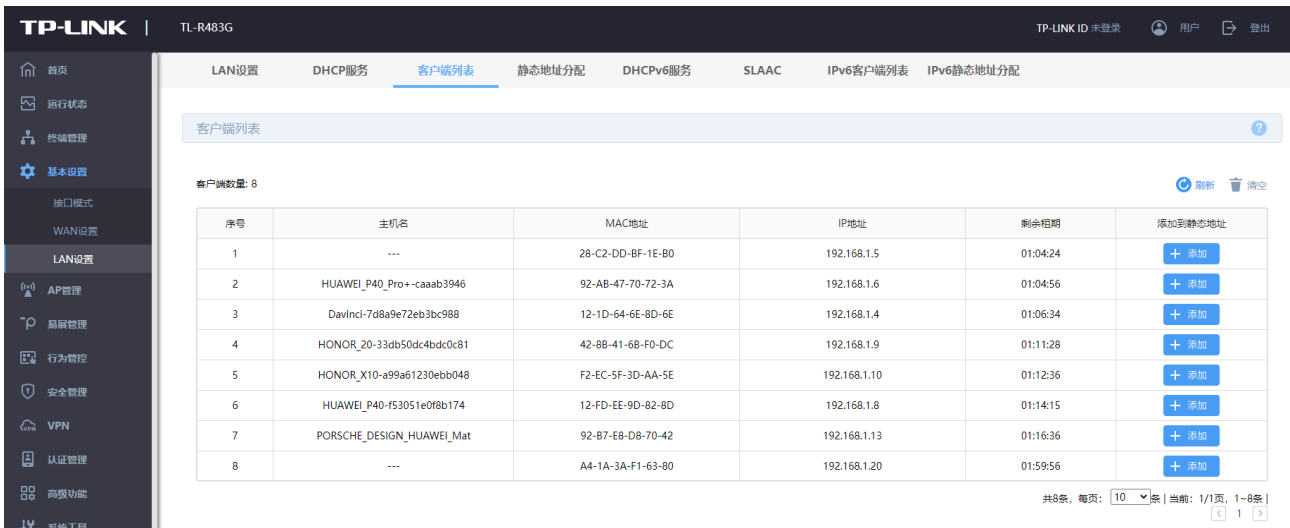 TP-LINK | TL-R483G TP-LINK ID 未登录 用户 登出
首页
运行状态
终端管理
基本设置
接口模式
WAN设置
LAN设置
AP管理
易展管理
行为管控
安全管理
VPN
认证管理
高级功能
系统工具
LAN设置 DHCP服务 客户端列表 静态地址分配 DHCPv6服务 SLAAC IPv6客户端列表 IPv6静态地址分配
客户端列表 ?
客户端数量: 8 刷新 清空
序号 主机名 MAC地址 IP地址 剩余租期 添加到静态地址
1 --- 28-C2-DD-BF-1E-B0 192.168.1.5 01:04:24 + 添加
2 HUAWEI_P40_Pro+-caaab3946 92-AB-47-70-72-3A 192.168.1.6 01:04:56 + 添加
3 Davinci-7d8a9e72eb3bc988 12-1D-64-6E-8D-6E 192.168.1.4 01:06:34 + 添加
4 HONOR_20-33db50dc4bdc0c81 42-8B-41-6B-F0-DC 192.168.1.9 01:11:28 + 添加
5 HONOR_X10-a99a61230ebb048 F2-EC-5F-3D-AA-5E 192.168.1.10 01:12:36 + 添加
6 HUAWEI_P40-f53051e0f8b174 12-FD-EE-9D-82-8D 192.168.1.8 01:14:15 + 添加
7 PORSCHE_DESIGN_HUAWEI_Mat 92-B7-E8-D8-70-42 192.168.1.13 01:16:36 + 添加
8 --- A4-1A-3A-F1-63-80 192.168.1.20 01:59:56 + 添加
共8条，每页： 10 条 | 当前：1/1页，1~8条 |
< 1 >